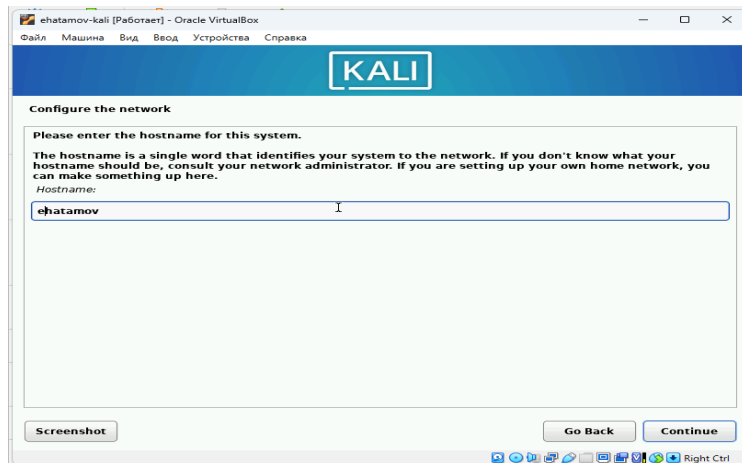 ehatamov-kali [Работает] - Oracle VirtualBox
Файл Машина Вид Ввод Устройства Справка
KALI
Configure the network
Please enter the hostname for this system.
The hostname is a single word that identifies your system to the network. If you don't know what your
hostname should be, consult your network administrator. If you are setting up your own home network, you
can make something up here.
Hostname:
ehatamov
Screenshot Go Back Continue
Right Ctrl